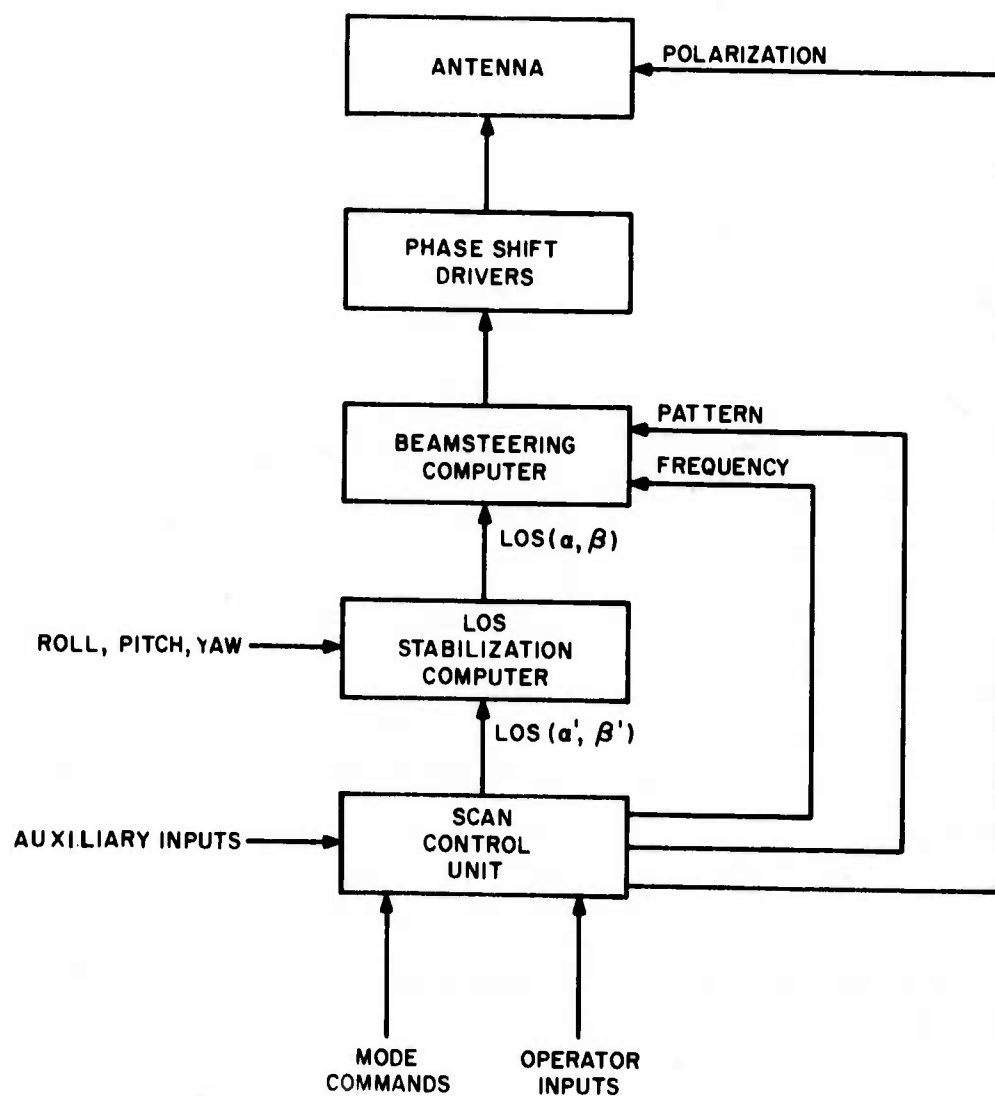 ANTENNA
POLARIZATION
PHASE SHIFT
DRIVERS
PATTERN
BEAMSTEERING
COMPUTER
FREQUENCY
LOS(α, β)
ROLL, PITCH, YAW
LOS
STABILIZATION
COMPUTER
LOS(α', β')
AUXILIARY INPUTS
SCAN
CONTROL
UNIT
MODE
COMMANDS
OPERATOR
INPUTS